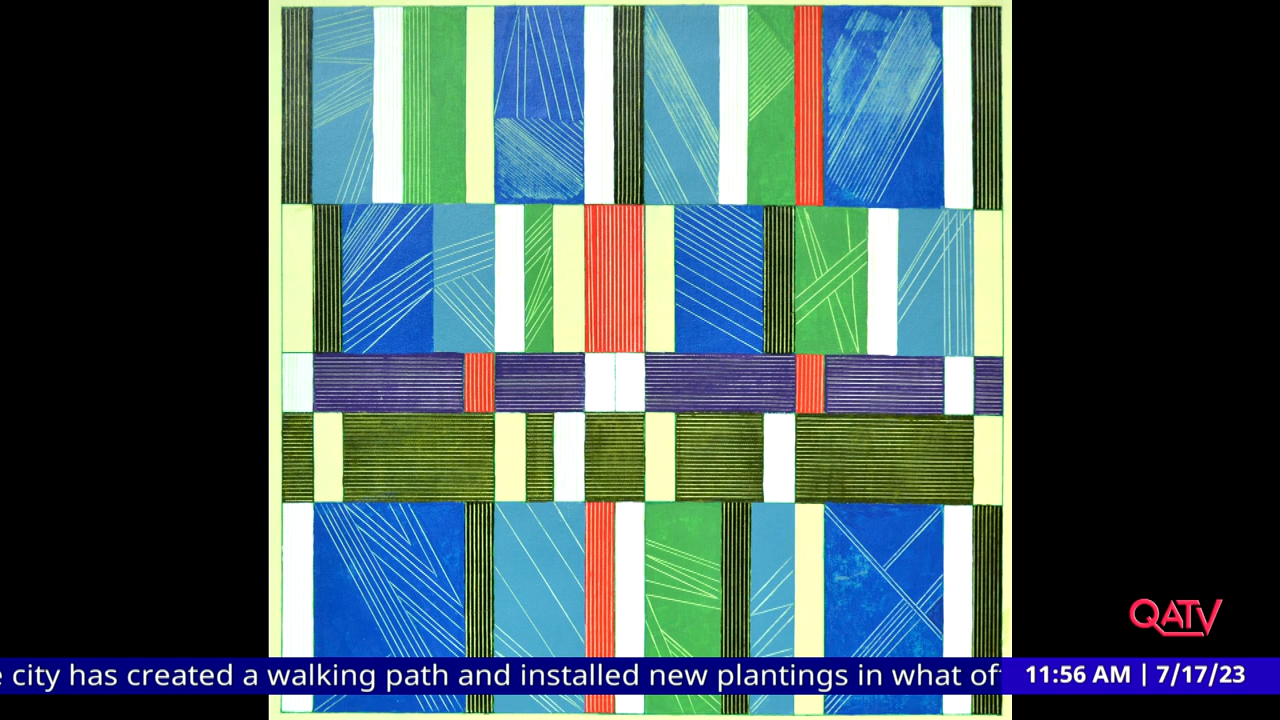 QATV
city has created a walking path and installed new plantings in what of
11:56 AM | 7/17/23